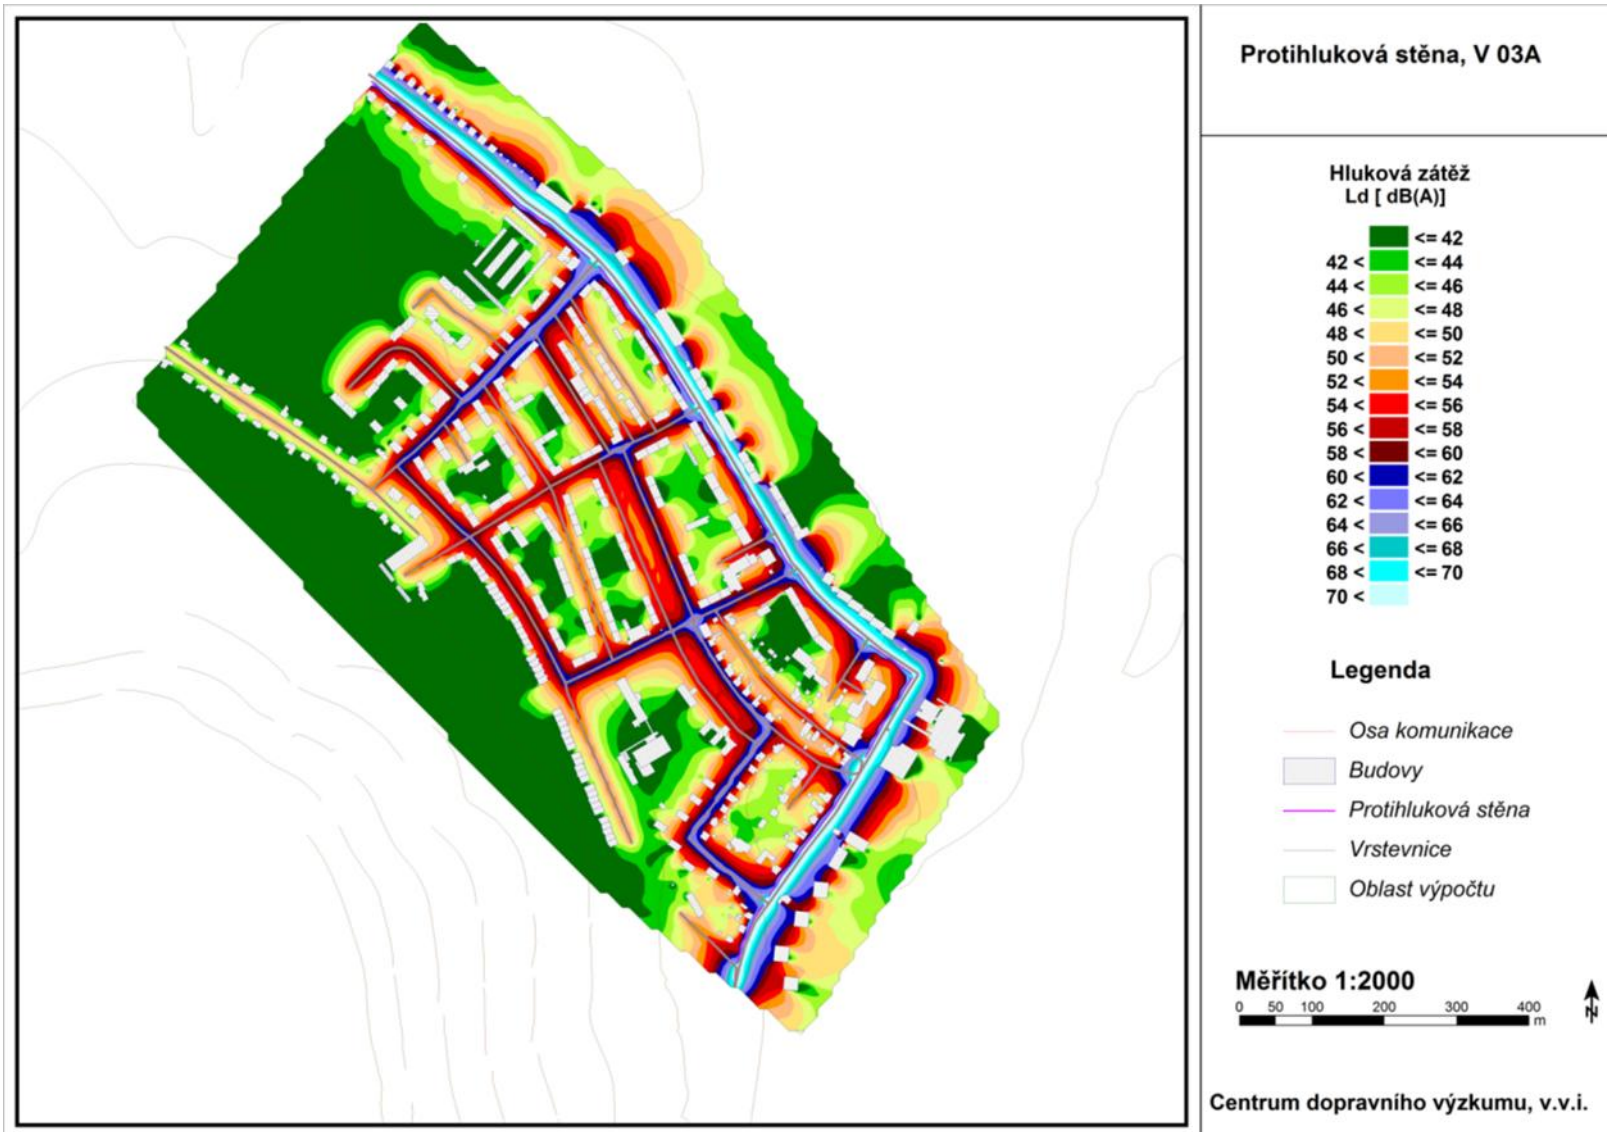 Protihluková stěna, V 03A
Hluková zátěž
Ld [ dB(A)]
<= 42
42 < <= 44
44 < <= 46
46 < <= 48
48 < <= 50
50 < <= 52
52 < <= 54
54 < <= 56
56 < <= 58
58 < <= 60
60 < <= 62
62 < <= 64
64 < <= 66
66 < <= 68
68 < <= 70
70 <
Legenda
Osa komunikace
Budovy
Protihluková stěna
Vrstevnice
Oblast výpočtu
Měřítko 1:2000
0 50 100 200 300 400
m
N
Centrum dopravního výzkumu, v.v.i.